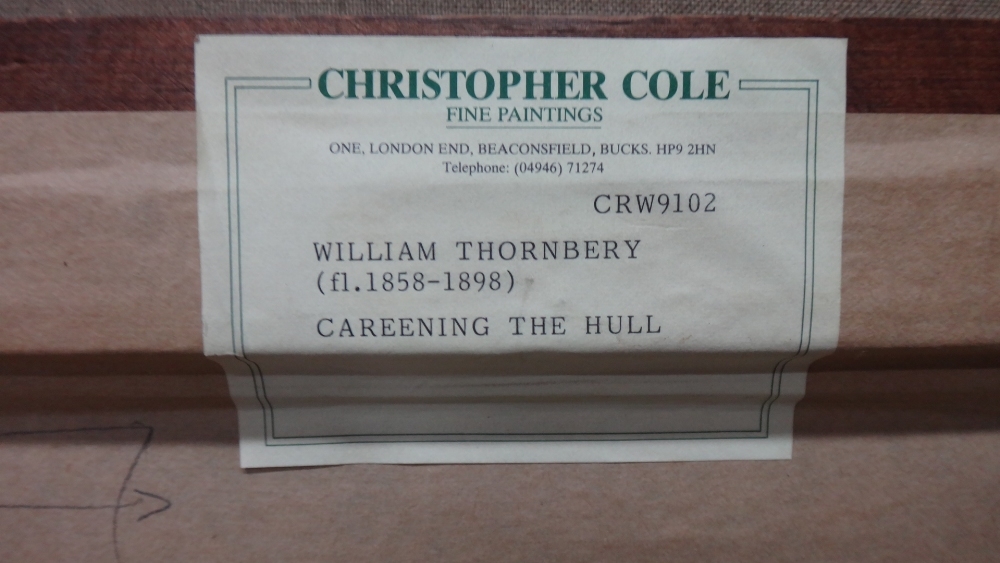 CHRISTOPHER COLE
FINE PAINTINGS
ONE, LONDON END, BEACONSFIELD, BUCKS. HP9 2HN
Telephone: (04946) 71274
CRW9102
WILLIAM THORNBERY
(fl.1858-1898)
CAREENING THE HULL